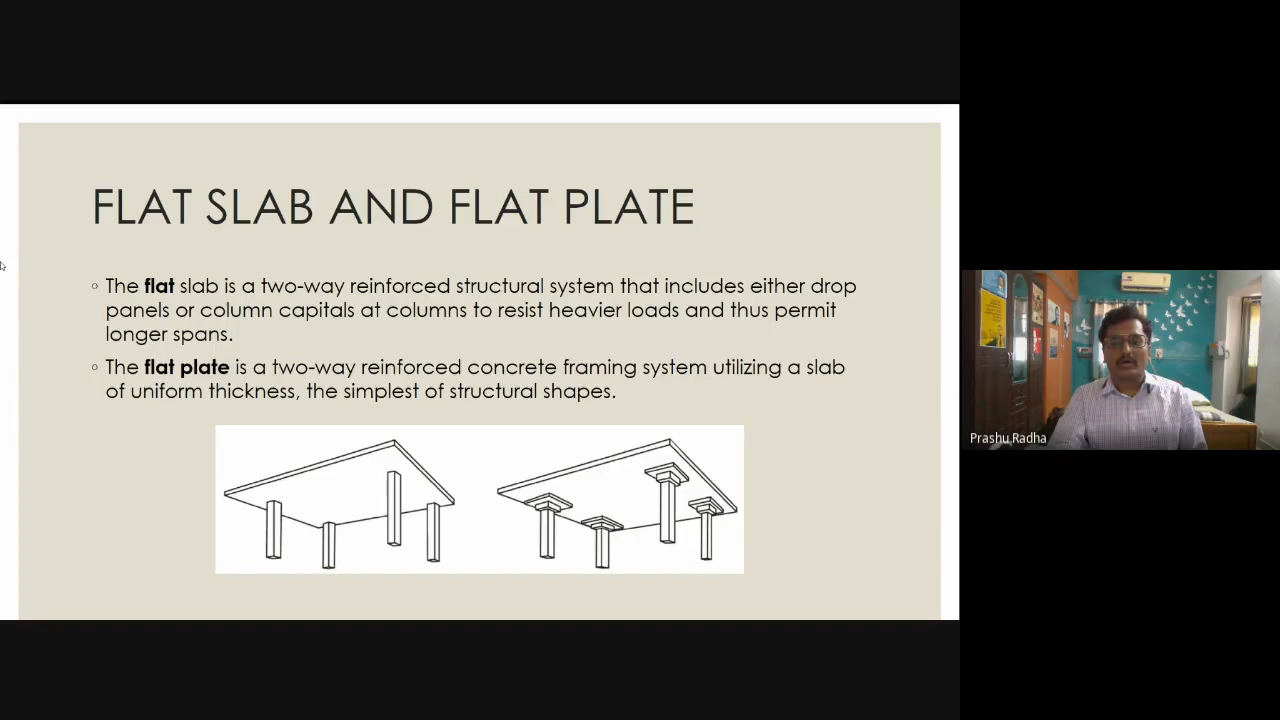 FLAT SLAB AND FLAT PLATE
◦ The flat slab is a two-way reinforced structural system that includes either drop
panels or column capitals at columns to resist heavier loads and thus permit
longer spans.
◦ The flat plate is a two-way reinforced concrete framing system utilizing a slab
of uniform thickness, the simplest of structural shapes.
Prashu Radha